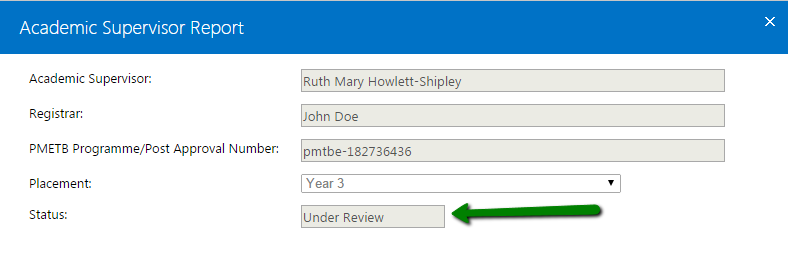 Academic Supervisor Report
Academic Supervisor: Ruth Mary Howlett-Shipley
Registrar: John Doe
PMETB Programme/Post Approval Number: pmtbe-182736436
Placement: Year 3
Status: Under Review